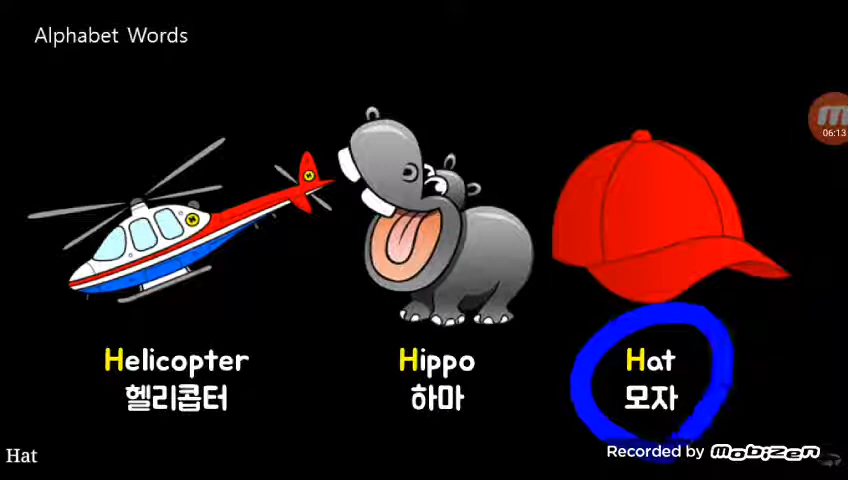 Alphabet Words
06:13
Helicopter
헬리콥터
Hippo
하마
Hat
모자
Hat
Recorded by mobizen